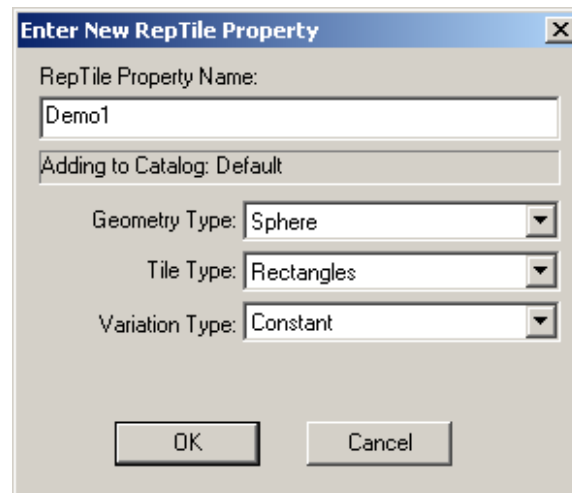 Enter New RepTile Property
RepTile Property Name:
Demo1
Adding to Catalog: Default
Geometry Type: Sphere
Tile Type: Rectangles
Variation Type: Constant
OK Cancel